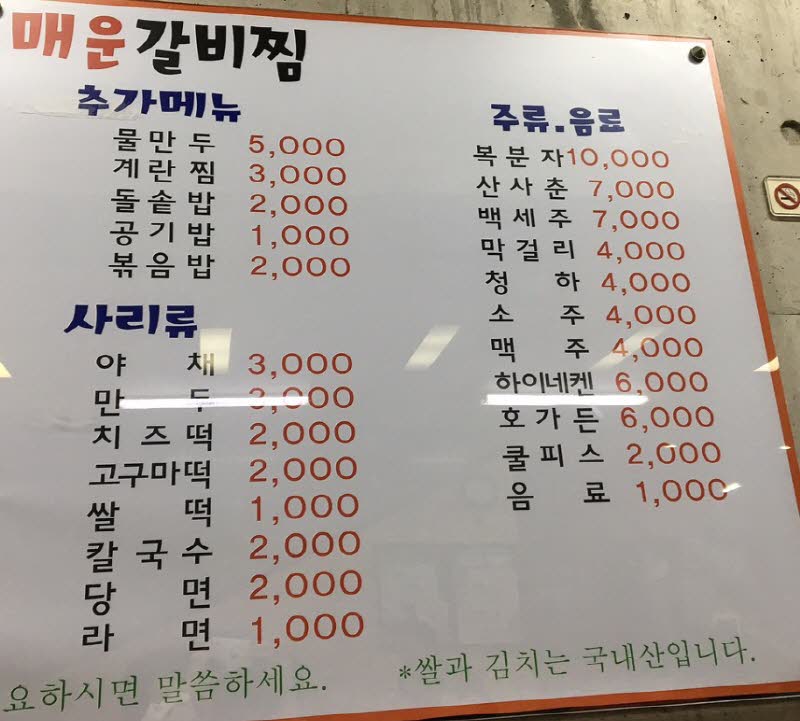 매운갈비찜
추가메뉴
물만두 5,000
계란찜 3,000
돌솥밥 2,000
공기밥 1,000
볶음밥 2,000
사리류
야채 3,000
만두 3,000
치즈떡 2,000
고구마떡 2,000
쌀떡 1,000
칼국수 2,000
당면 2,000
라면 1,000
요하시면 말씀하세요.
주류.음료
복분자 10,000
산사춘 7,000
백세주 7,000
막걸리 4,000
청하 4,000
소주 4,000
맥주 4,000
하이네켄 6,000
호가든 6,000
쿨피스 2,000
음료 1,000
*쌀과 김치는 국내산입니다.